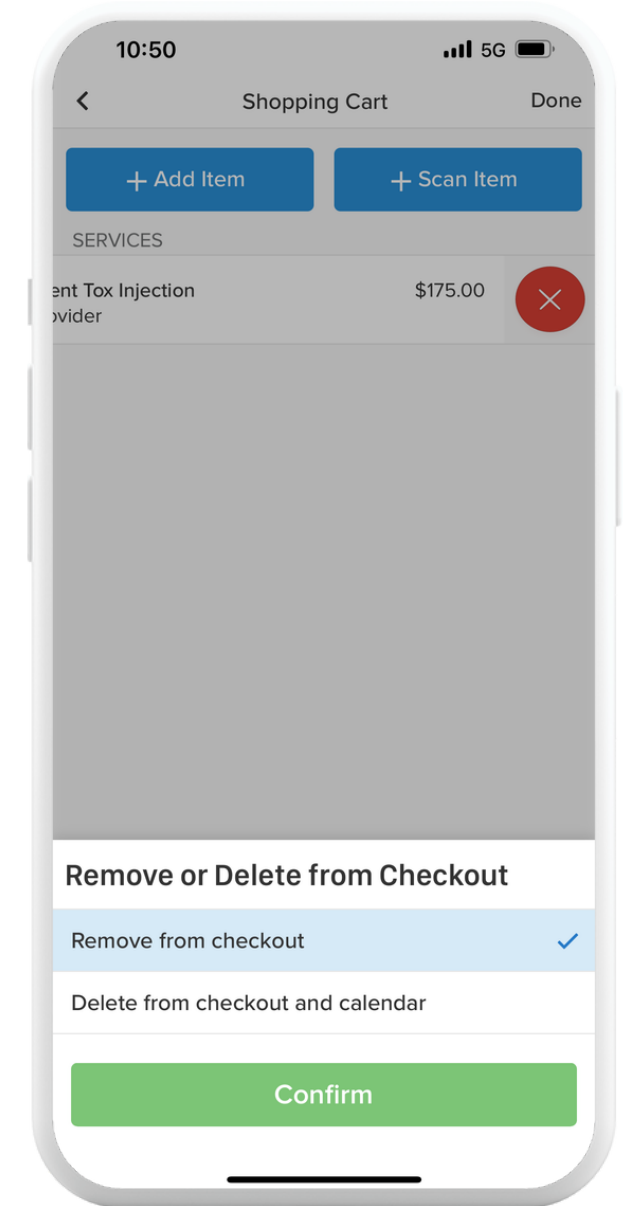 10:50 5G
Shopping Cart Done
+ Add Item + Scan Item
SERVICES
ent Tox Injection $175.00
ovider
Remove or Delete from Checkout
Remove from checkout
Delete from checkout and calendar
Confirm